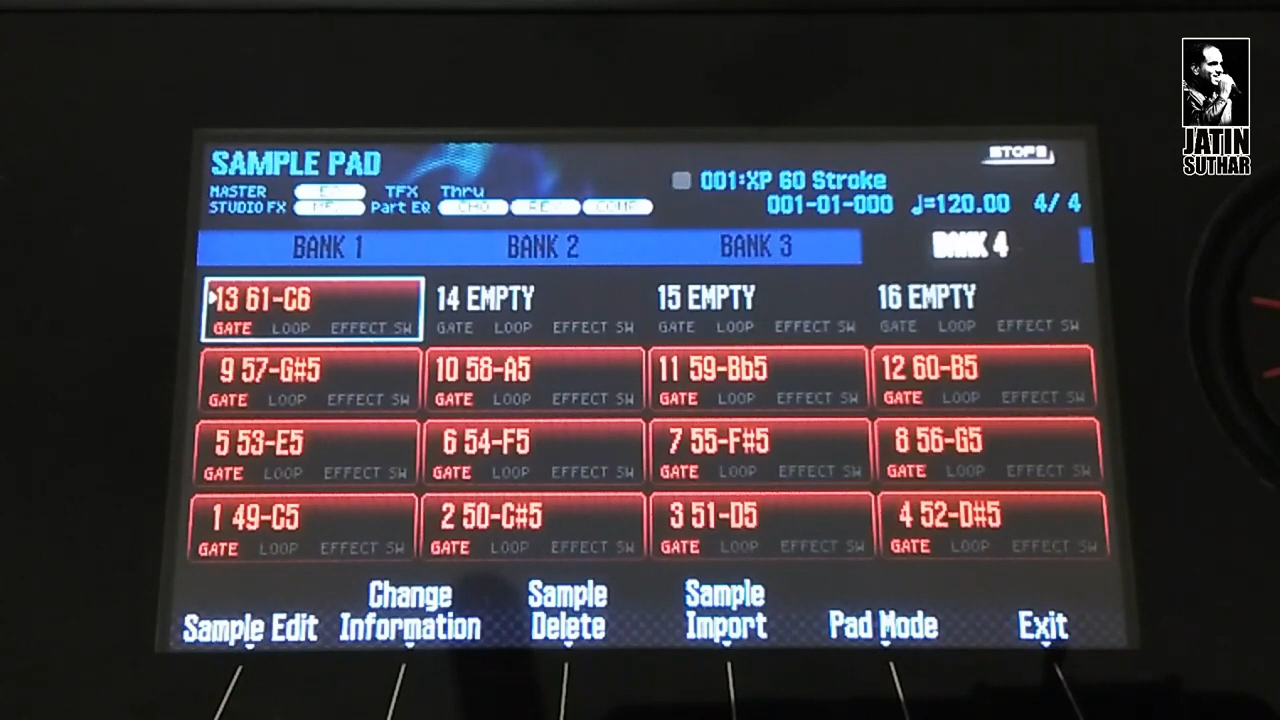 JATIN
SUTHAR
SAMPLE PAD
STOP
MASTER TFX Thru
001:XP 60 Stroke
STUDIO FX Part EQ CHO REV COMP
001-01-000 ♩=120.00 4/4
BANK 1 BANK 2 BANK 3 BANK 4
13 61-C6 14 EMPTY 15 EMPTY 16 EMPTY
GATE LOOP EFFECT SW GATE LOOP EFFECT SW GATE LOOP EFFECT SW GATE LOOP EFFECT SW
9 57-G#5 10 58-A5 11 59-Bb5 12 60-B5
GATE LOOP EFFECT SW GATE LOOP EFFECT SW GATE LOOP EFFECT SW GATE LOOP EFFECT SW
5 53-E5 6 54-F5 7 55-F#5 8 56-G5
GATE LOOP EFFECT SW GATE LOOP EFFECT SW GATE LOOP EFFECT SW GATE LOOP EFFECT SW
1 49-C5 2 50-C#5 3 51-D5 4 52-D#5
GATE LOOP EFFECT SW GATE LOOP EFFECT SW GATE LOOP EFFECT SW GATE LOOP EFFECT SW
Change Sample Sample
Sample Edit Information Delete Import Pad Mode Exit